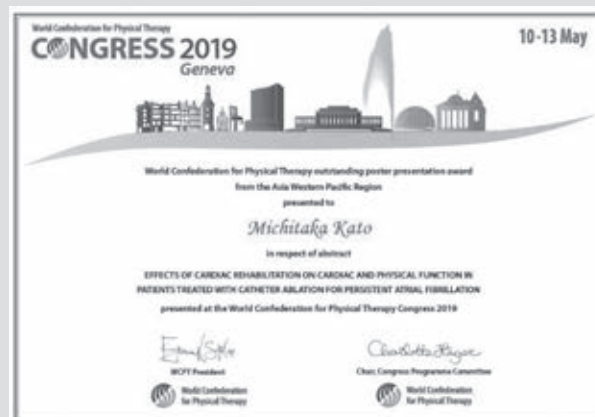 World Confederation for Physical Therapy
CONGRESS 2019
Geneva
10-13 May
World Confederation for Physical Therapy outstanding poster presentation award
from the Asia Western Pacific Region
presented to
Michitaka Kato
in respect of abstract
EFFECTS OF CARDIAC REHABILITATION ON CARDIAC AND PHYSICAL FUNCTION IN
PATIENTS TREATED WITH CATHETER ABLATION FOR PERSISTENT ATRIAL FIBRILLATION
presented at the World Confederation for Physical Therapy Congress 2019
WCPT President
Chair, Congress Programme Committee
World Confederation
for Physical Therapy
World Confederation
for Physical Therapy